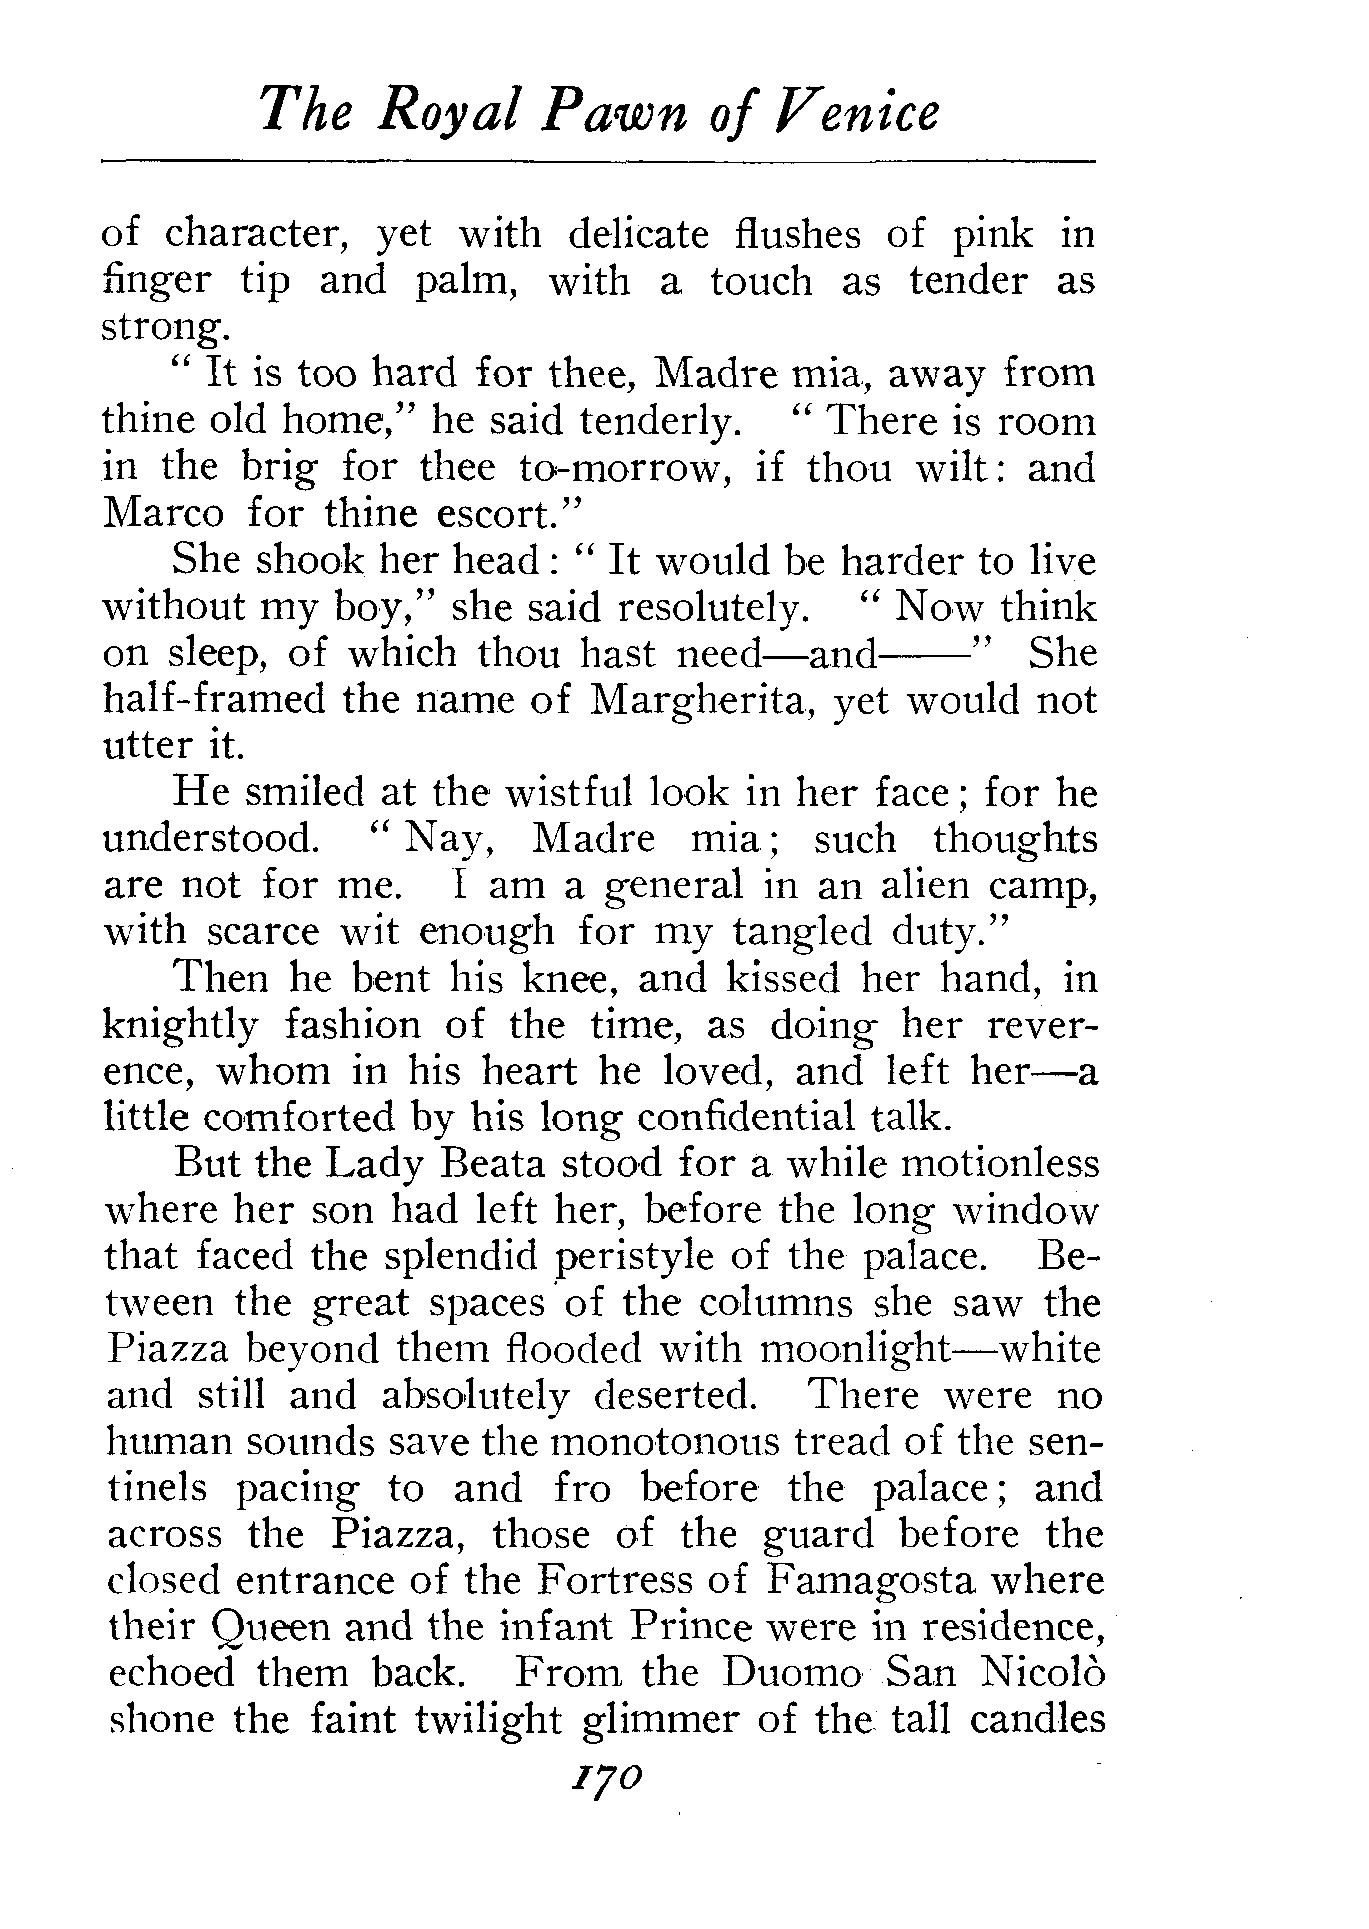 The Royal Pawn of Venice
of character, yet with delicate flushes of pink in
finger tip and palm, with a touch as tender as
strong.
“ It is too hard for thee, Madre mia, away from
thine old home,” he said tenderly. “ There is room
in the brig for thee to-morrow, if thou wilt: and
Marco for thine escort.”
She shook her head : “ It would be harder to live
without my boy,” she said resolutely. “ Now think
on sleep, of which thou hast need—and——” She
half-framed the name of Margherita, yet would not
utter it.
He smiled at the wistful look in her face ; for he
understood. “ Nay, Madre mia ; such thoughts
are not for me. I am a general in an alien camp,
with scarce wit enough for my tangled duty.”
Then he bent his knee, and kissed her hand, in
knightly fashion of the time, as doing her rever-
ence, whom in his heart he loved, and left her—a
little comforted by his long confidential talk.
But the Lady Beata stood for a while motionless
where her son had left her, before the long window
that faced the splendid peristyle of the palace. Be-
tween the great spaces of the columns she saw the
Piazza beyond them flooded with moonlight—white
and still and absolutely deserted. There were no
human sounds save the monotonous tread of the sen-
tinels pacing to and fro before the palace ; and
across the Piazza, those of the guard before the
closed entrance of the Fortress of Famagosta where
their Queen and the infant Prince were in residence,
echoed them back. From the Duomo San Nicolò
shone the faint twilight glimmer of the tall candles
170